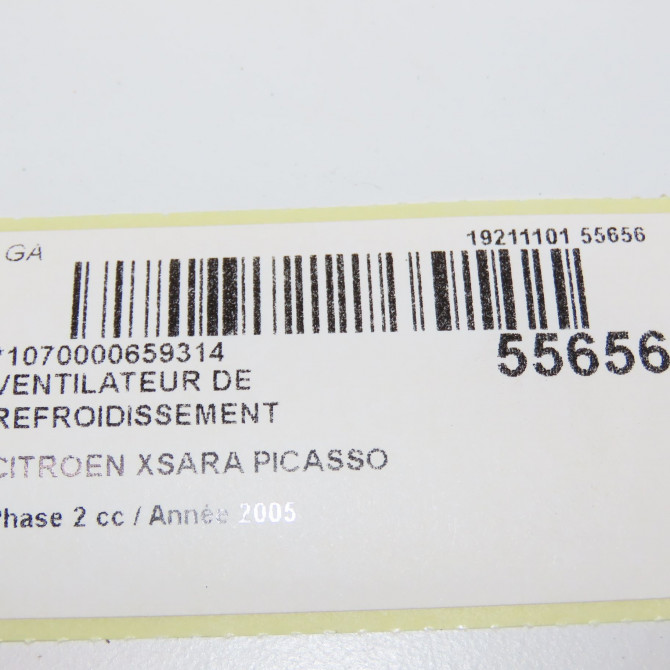 GA
19211101 55656
*1070000659314
55656
VENTILATEUR DE
REFROIDISSEMENT
CITROEN XSARA PICASSO
Phase 2 cc / Année 2005